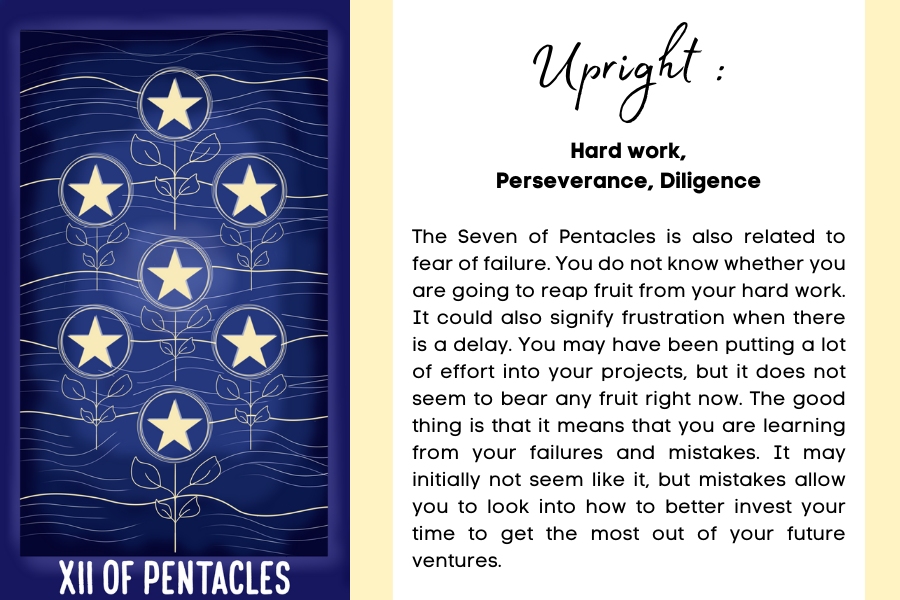 XII OF PENTACLES
Upright :
Hard work,
Perseverance, Diligence
The Seven of Pentacles is also related to
fear of failure. You do not know whether you
are going to reap fruit from your hard work.
It could also signify frustration when there
is a delay. You may have been putting a lot
of effort into your projects, but it does not
seem to bear any fruit right now. The good
thing is that it means that you are learning
from your failures and mistakes. It may
initially not seem like it, but mistakes allow
you to look into how to better invest your
time to get the most out of your future
ventures.